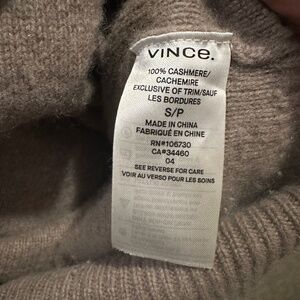 VINCE.
100% CASHMERE/
CACHEMIRE
EXCLUSIVE OF TRIM/SAUF
LES BORDURES
S/P
MADE IN CHINA
FABRIQUÉ EN CHINE
RN#106730
CA#34460
04
SEE REVERSE FOR CARE
VOIR AU VERSO POUR LES SOINS